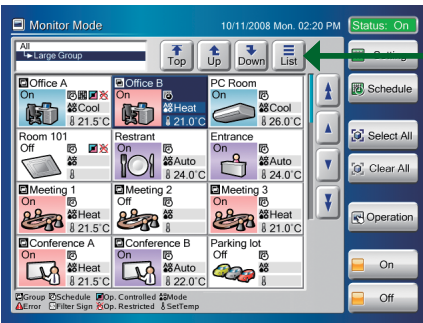 Monitor Mode 10/11/2008 Mon. 02:20 PM Status: On
All
Large Group
Top Up Down List
Setting
Schedule
Select All
Clear All
Operation
On
Off
Office A Office B PC Room
On On On
Cool Heat Cool
21.5°C 21.0°C 26.0°C
Room 101 Restrant Entrance
Off On On
Auto Auto
24.0°C 24.0°C
Meeting 1 Meeting 2 Meeting 3
On Off On
Heat Heat
21.5°C 21.0°C
Conference A Conference B Parking lot
On On Off
Heat Auto
21.5°C 22.0°C
Group Schedule Op. Controlled Mode
Error Filter Sign Op. Restricted SetTemp